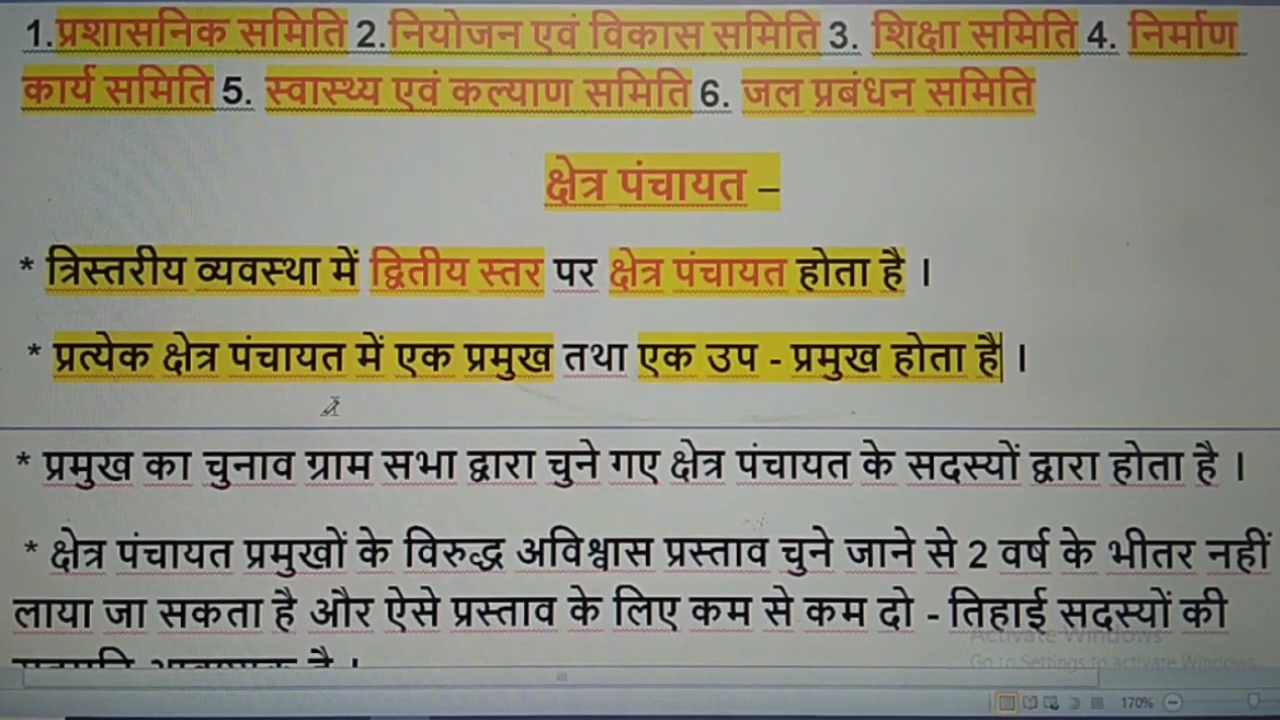 1.प्रशासनिक समिति 2.नियोजन एवं विकास समिति 3. शिक्षा समिति 4. निर्माण
कार्य समिति 5. स्वास्थ्य एवं कल्याण समिति 6. जल प्रबंधन समिति
क्षेत्र पंचायत –
* त्रिस्तरीय व्यवस्था में द्वितीय स्तर पर क्षेत्र पंचायत होता है ।
* प्रत्येक क्षेत्र पंचायत में एक प्रमुख तथा एक उप - प्रमुख होता है ।
* प्रमुख का चुनाव ग्राम सभा द्वारा चुने गए क्षेत्र पंचायत के सदस्यों द्वारा होता है ।
* क्षेत्र पंचायत प्रमुखों के विरुद्ध अविश्वास प्रस्ताव चुने जाने से 2 वर्ष के भीतर नहीं
लाया जा सकता है और ऐसे प्रस्ताव के लिए कम से कम दो - तिहाई सदस्यों की
है ।
Activate Windows
Go to Settings to activate Windows.
170%